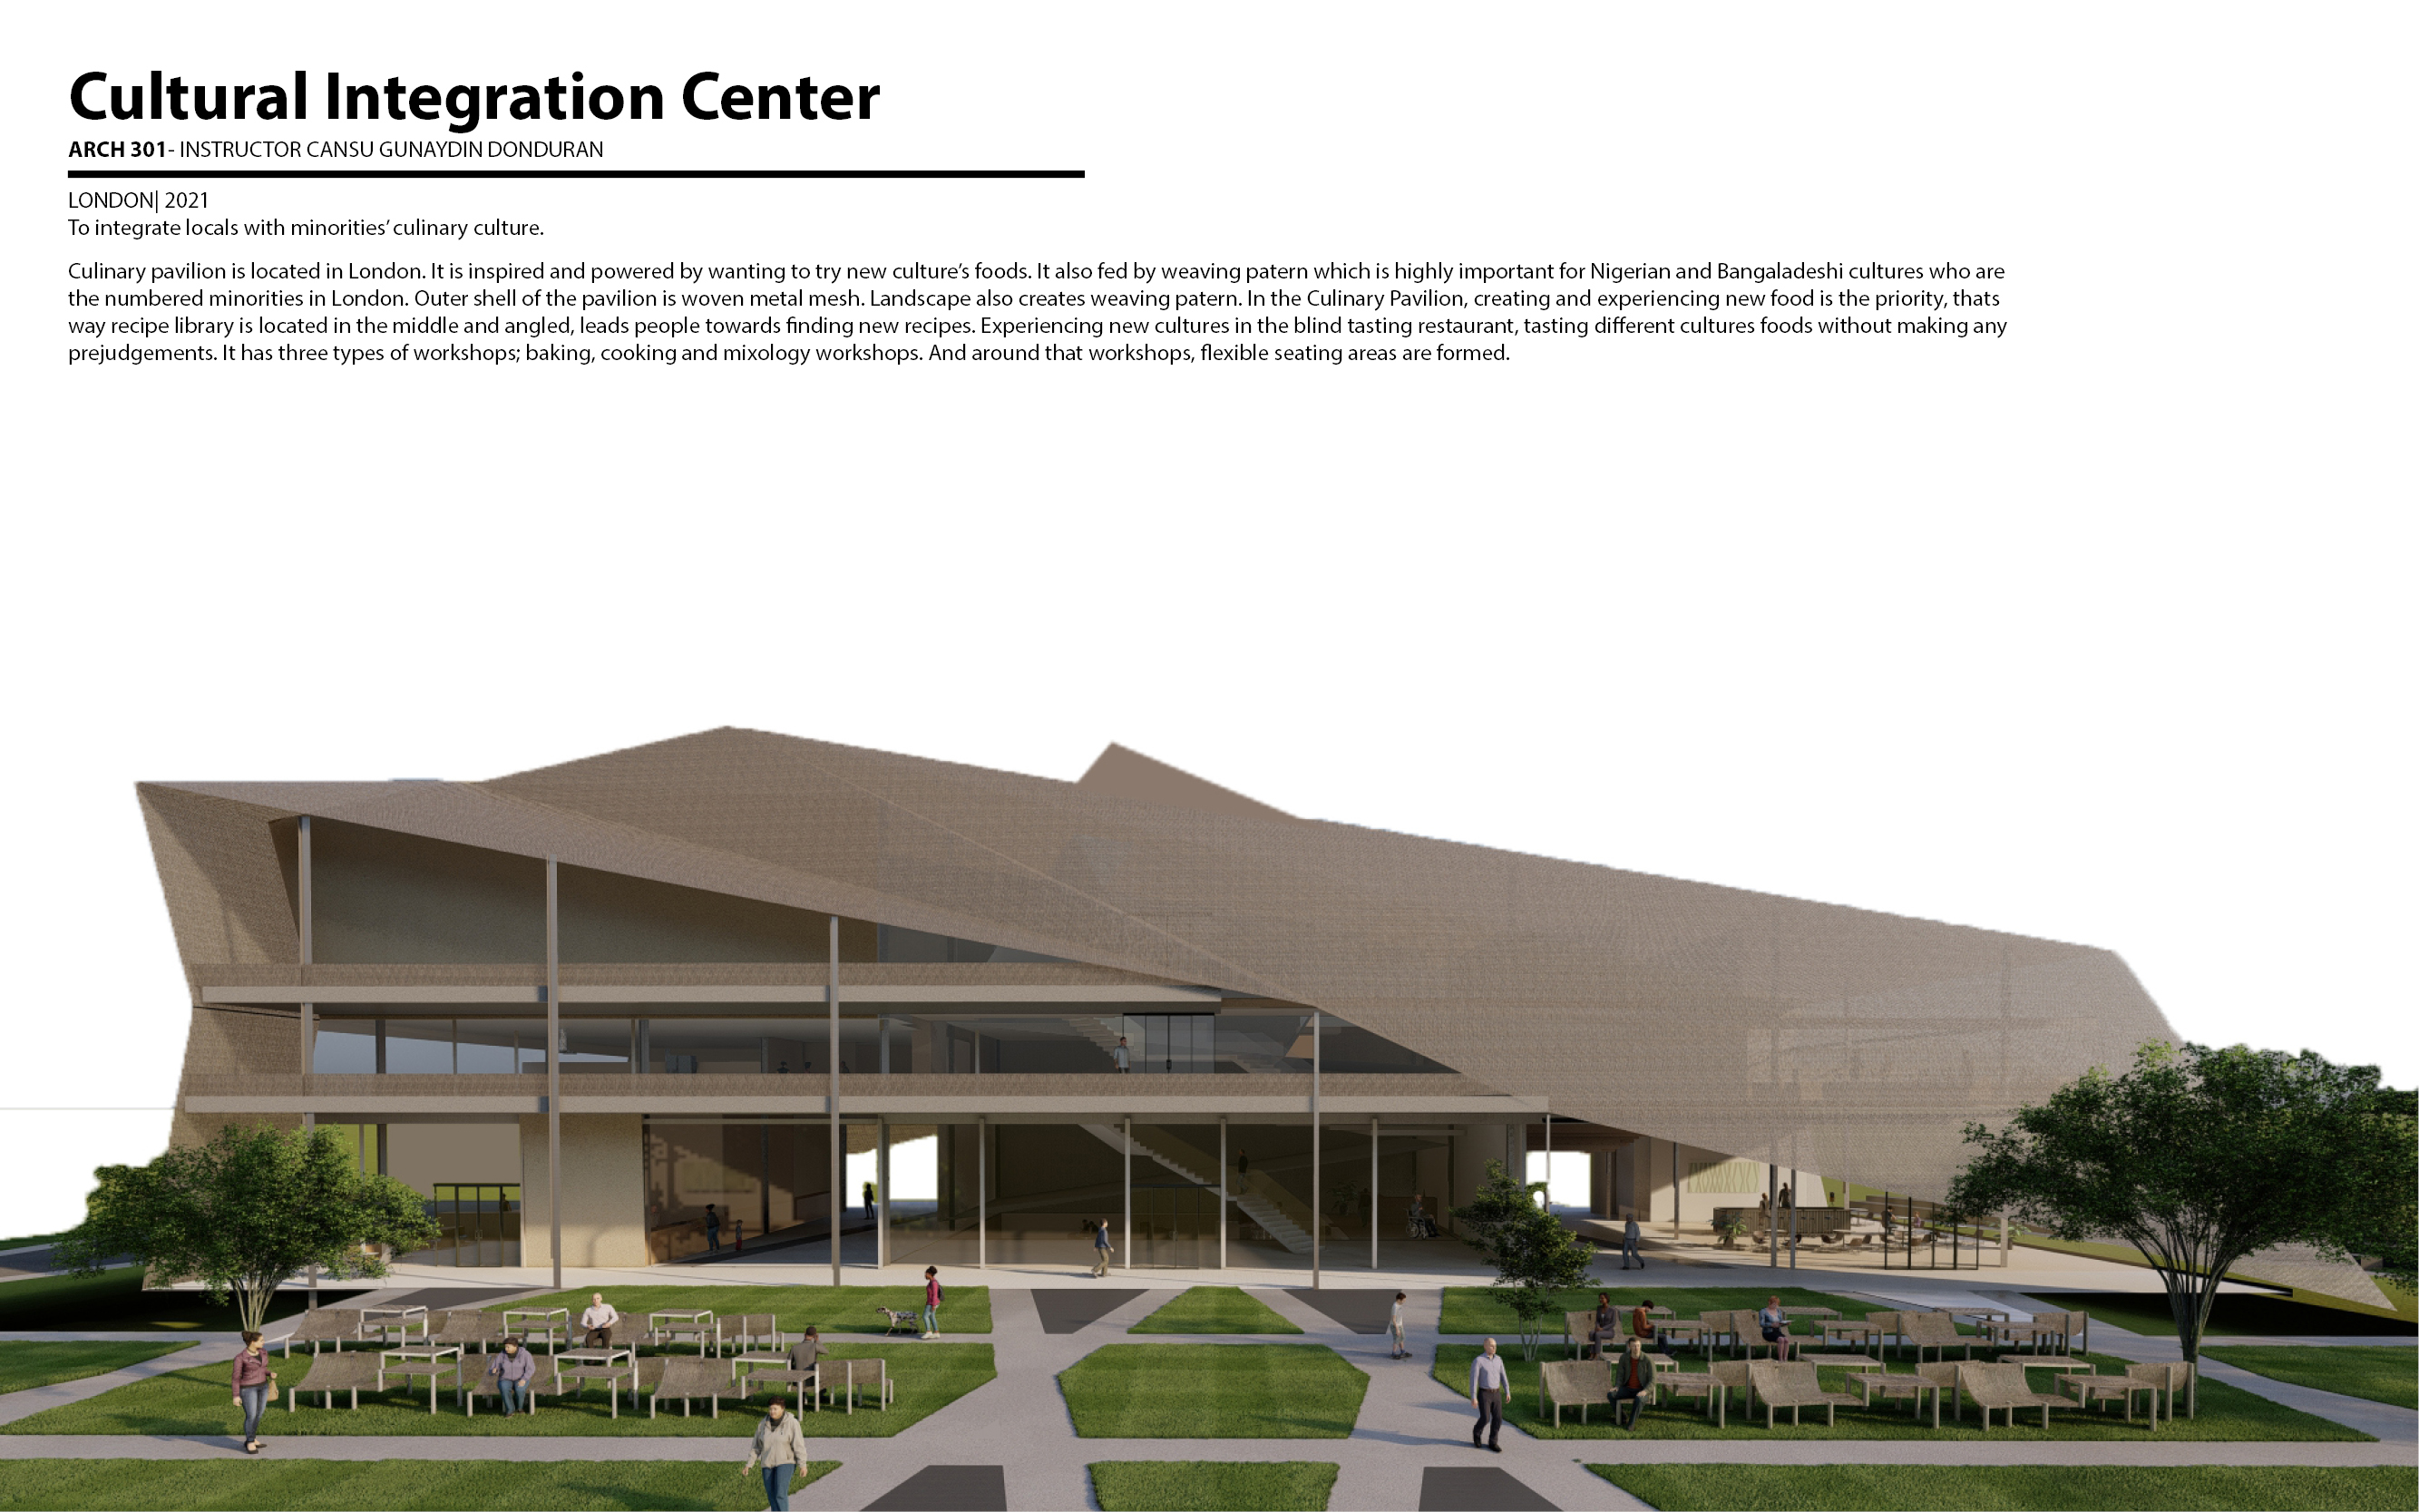 Cultural Integration Center
ARCH 301- INSTRUCTOR CANSU GUNAYDIN DONDURAN
LONDON| 2021
To integrate locals with minorities’ culinary culture.
Culinary pavilion is located in London. It is inspired and powered by wanting to try new culture’s foods. It also fed by weaving patern which is highly important for Nigerian and Bangaladeshi cultures who are
the numbered minorities in London. Outer shell of the pavilion is woven metal mesh. Landscape also creates weaving patern. In the Culinary Pavilion, creating and experiencing new food is the priority, thats
way recipe library is located in the middle and angled, leads people towards finding new recipes. Experiencing new cultures in the blind tasting restaurant, tasting different cultures foods without making any
prejudgements. It has three types of workshops; baking, cooking and mixology workshops. And around that workshops, flexible seating areas are formed.